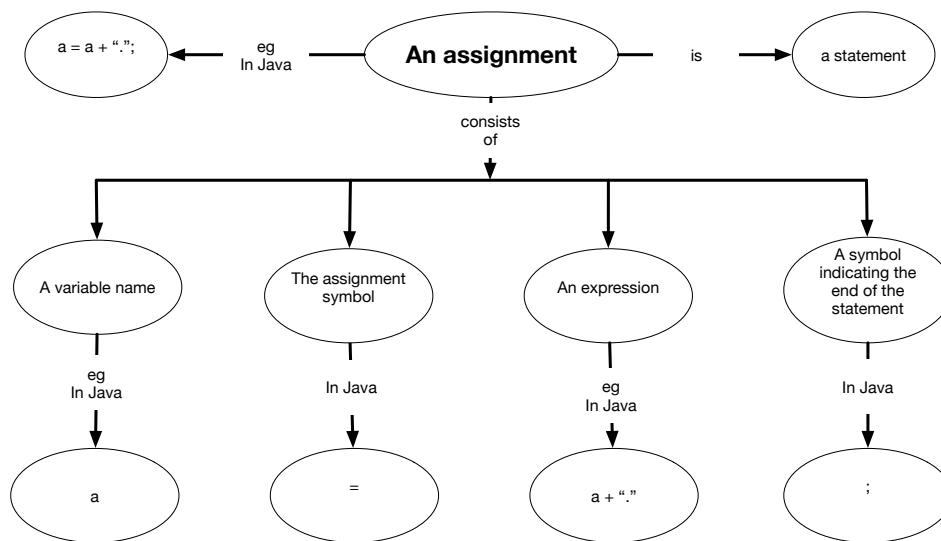 a = a + “.”;
eg
In Java
An assignment
is
a statement
consists
of
A variable name
The assignment
symbol
An expression
A symbol
indicating the
end of the
statement
eg
In Java
In Java
eg
In Java
In Java
a
=
a + “.”
;